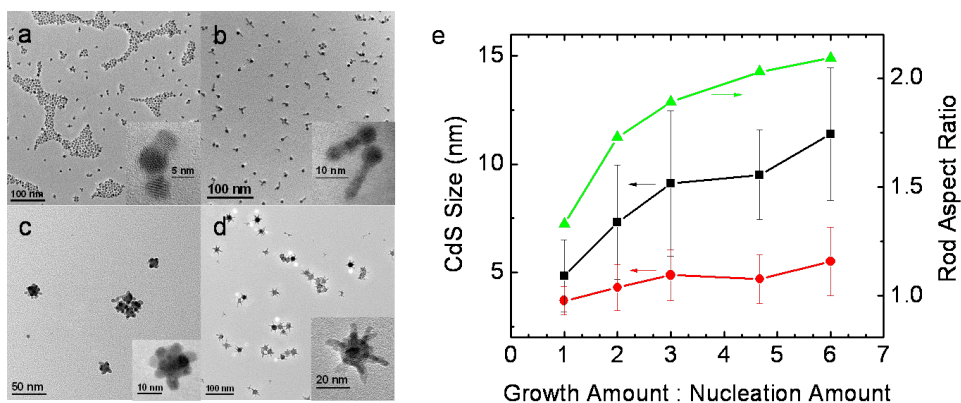 a
100 nm
5 nm
b
100 nm
10 nm
c
50 nm
10 nm
d
100 nm
20 nm
e
15
10
5
CdS Size (nm)
2.0
1.5
1.0
Rod Aspect Ratio
0 1 2 3 4 5 6 7
Growth Amount : Nucleation Amount